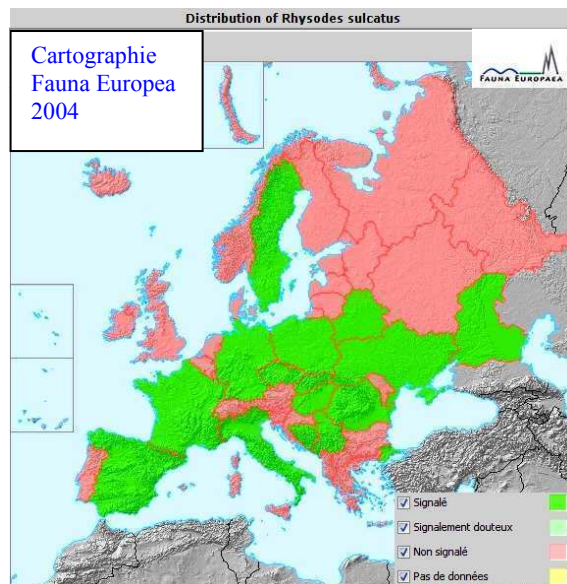 Distribution of Rhysodes sulcatus
Cartographie
Fauna Europea
2004
FAUNA EUROPAEA
Signalé
Signalement douteux
Non signalé
Pas de données